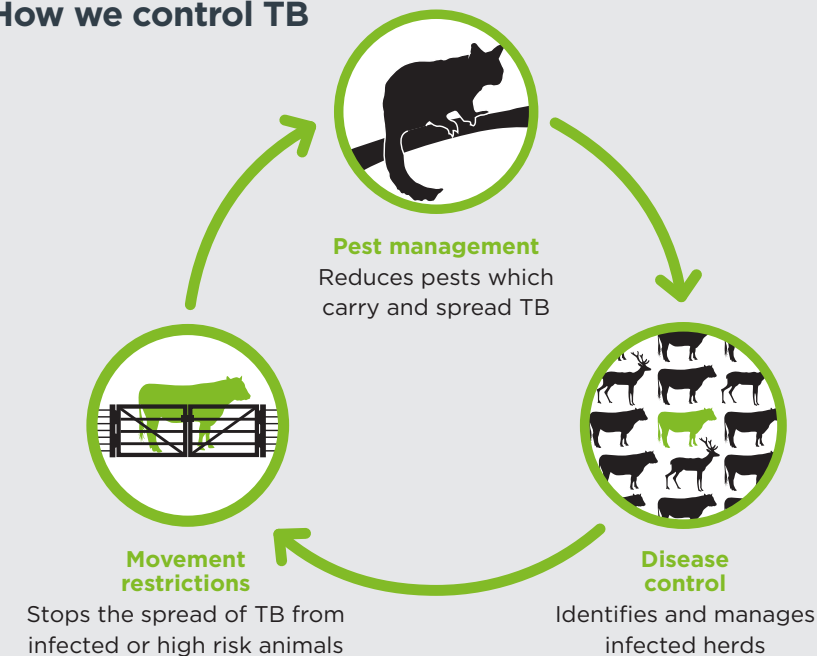 How we control TB
Pest management
Reduces pests which
carry and spread TB
Movement
restrictions
Stops the spread of TB from
infected or high risk animals
Disease
control
Identifies and manages
infected herds